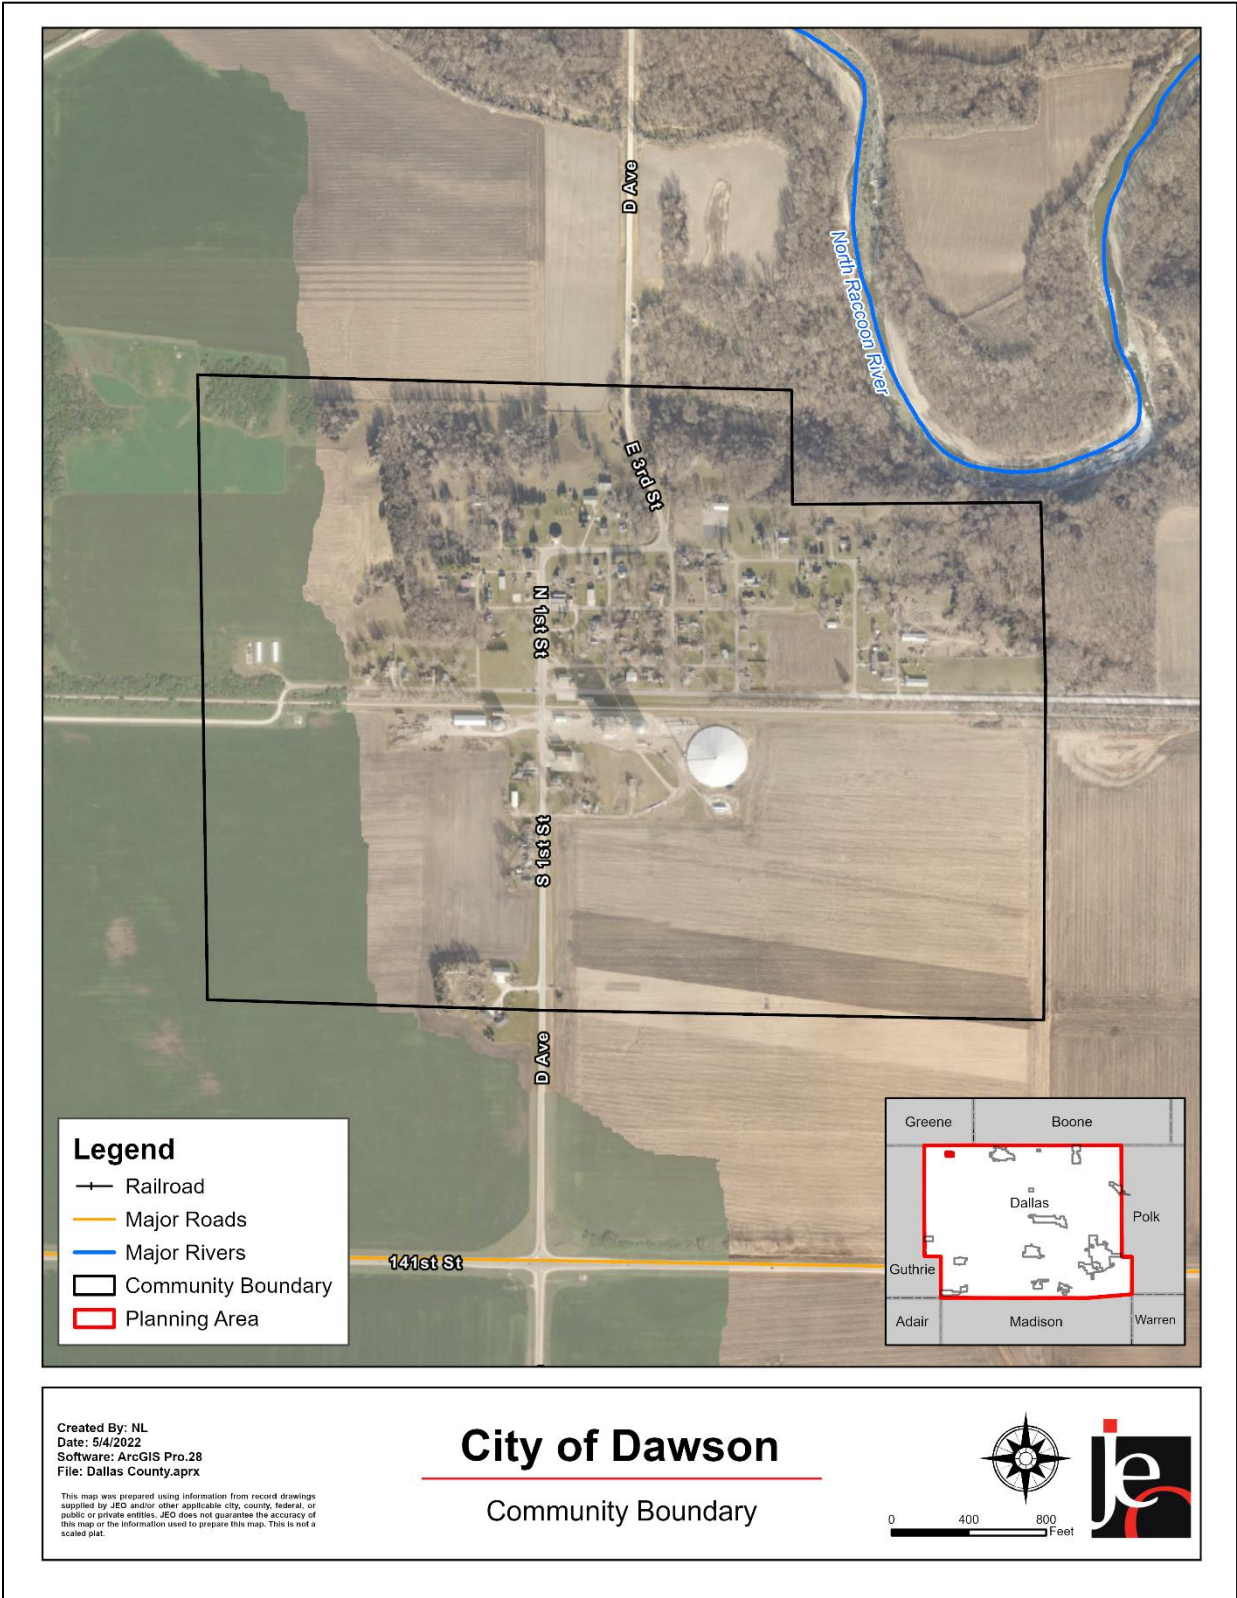 D Ave
North Raccoon River
E 3rd St
N 1st St
S 1st St
D Ave
141st St
Legend
Railroad
Major Roads
Major Rivers
Community Boundary
Planning Area
Greene
Boone
Dallas
Polk
Guthrie
Adair
Madison
Warren
Created By: NL
Date: 5/4/2022
Software: ArcGIS Pro.28
File: Dallas County.aprx
This map was prepared using information from record drawings
supplied by JEO and/or other applicable city, county, federal, or
public or private entities. JEO does not guarantee the accuracy of
this map or the information used to prepare this map. This is not a
scaled plat.
City of Dawson
Community Boundary
0 400 800
Feet
jeo